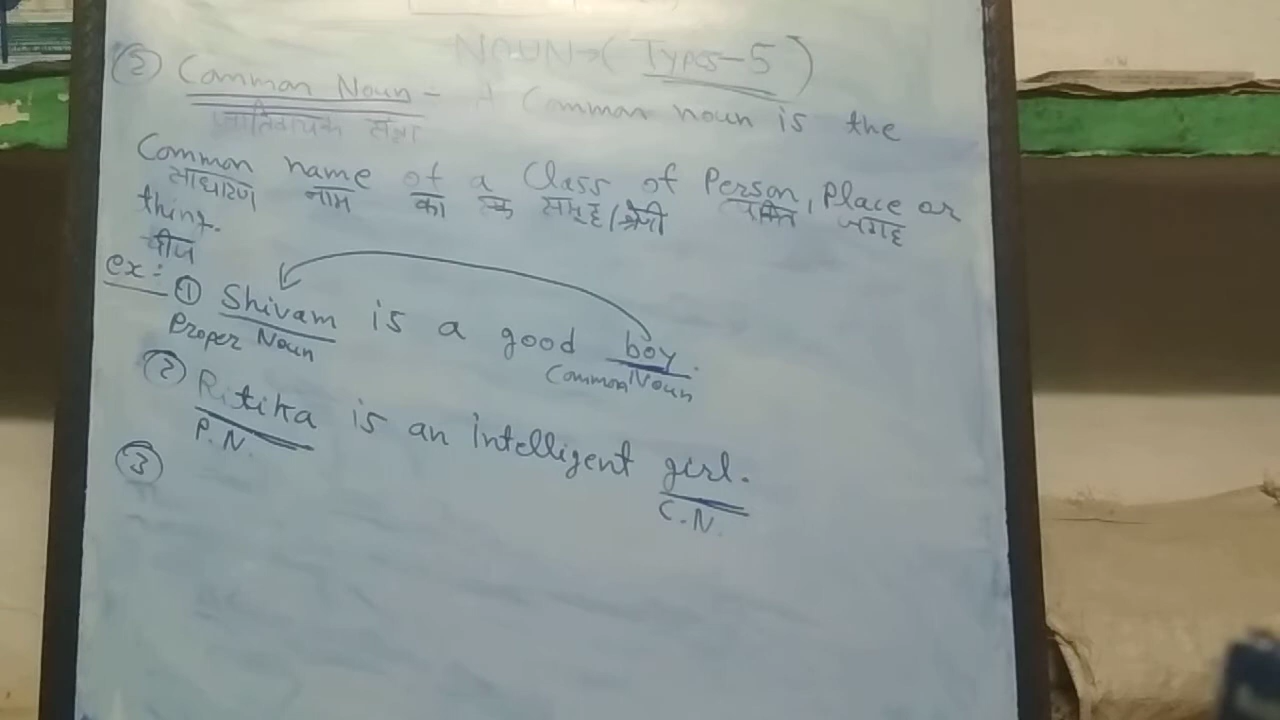 NOUN→(Types-5)
② Common Noun - A Common noun is the
जातिवाचक संज्ञा
Common name of a Class of Person, Place or
साधारण नाम का एक समूह/श्रेणी व्यक्ति जगह
thing.
चीज
ex:- ① Shivam is a good boy.
Proper Noun Common Noun
② Ritika is an intelligent girl.
P.N. C.N.
③